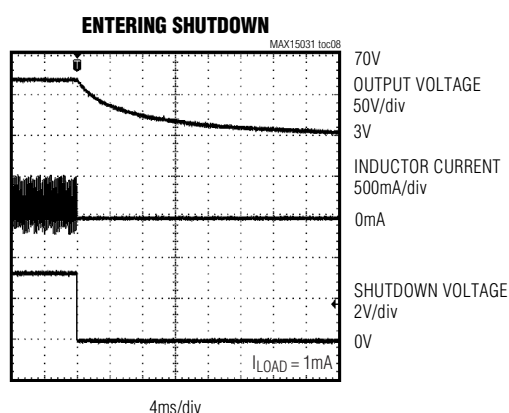 ENTERING SHUTDOWN
MAX15031 toc08
70V
OUTPUT VOLTAGE
50V/div
3V
INDUCTOR CURRENT
500mA/div
0mA
SHUTDOWN VOLTAGE
2V/div
0V
ILOAD = 1mA
4ms/div